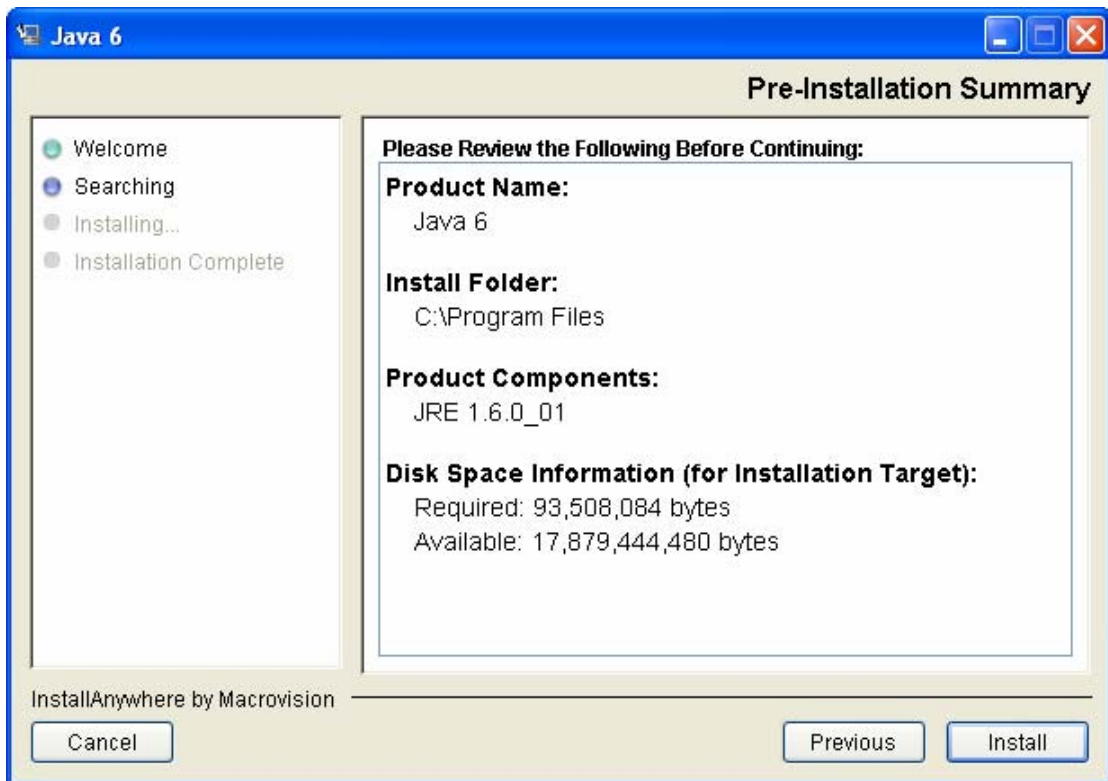 Java 6
Pre-Installation Summary
Welcome
Searching
Installing...
Installation Complete
Please Review the Following Before Continuing:
Product Name:
Java 6
Install Folder:
C:\Program Files
Product Components:
JRE 1.6.0_01
Disk Space Information (for Installation Target):
Required: 93,508,084 bytes
Available: 17,879,444,480 bytes
InstallAnywhere by Macrovision
Cancel
Previous
Install